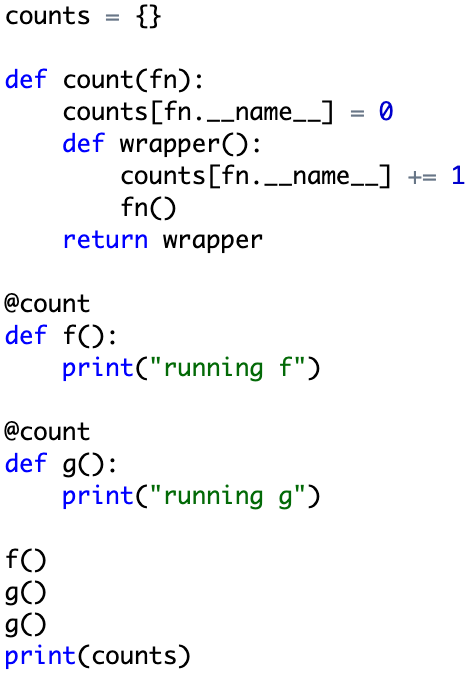 counts = {}

def count(fn):
    counts[fn.__name__] = 0
    def wrapper():
        counts[fn.__name__] += 1
        fn()
    return wrapper

@count
def f():
    print("running f")

@count
def g():
    print("running g")

f()
g()
g()
print(counts)